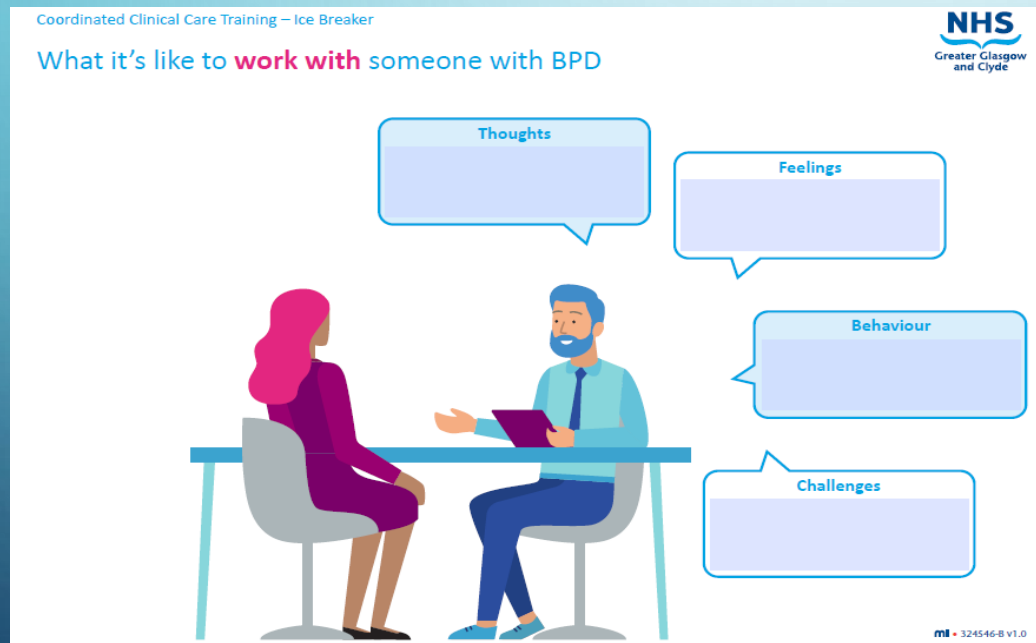 Coordinated Clinical Care Training – Ice Breaker
What it's like to work with someone with BPD
NHS
Greater Glasgow
and Clyde
Thoughts
Feelings
Behaviour
Challenges
mi • 324546-B v1.0